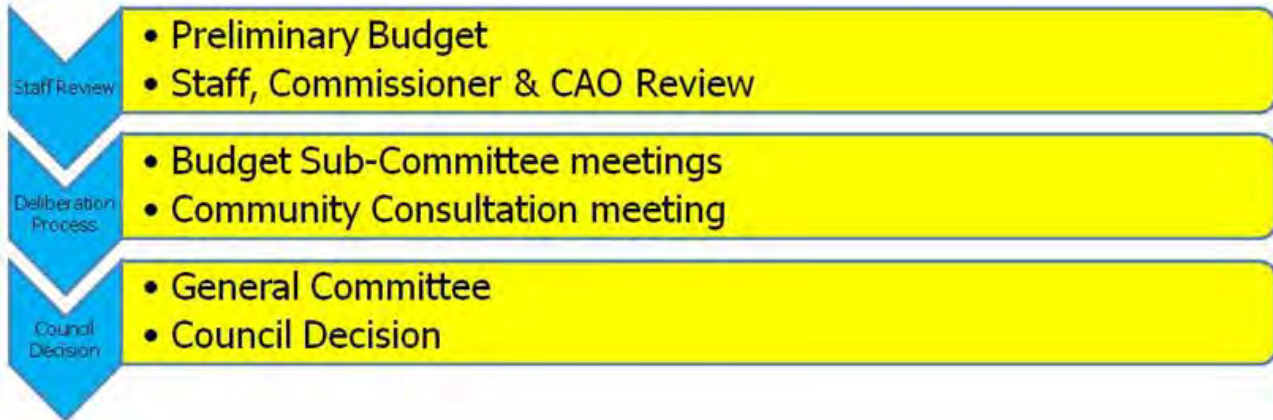 Staff Review
• Preliminary Budget
• Staff, Commissioner & CAO Review
Deliberation
Process
• Budget Sub-Committee meetings
• Community Consultation meeting
Council
Decision
• General Committee
• Council Decision